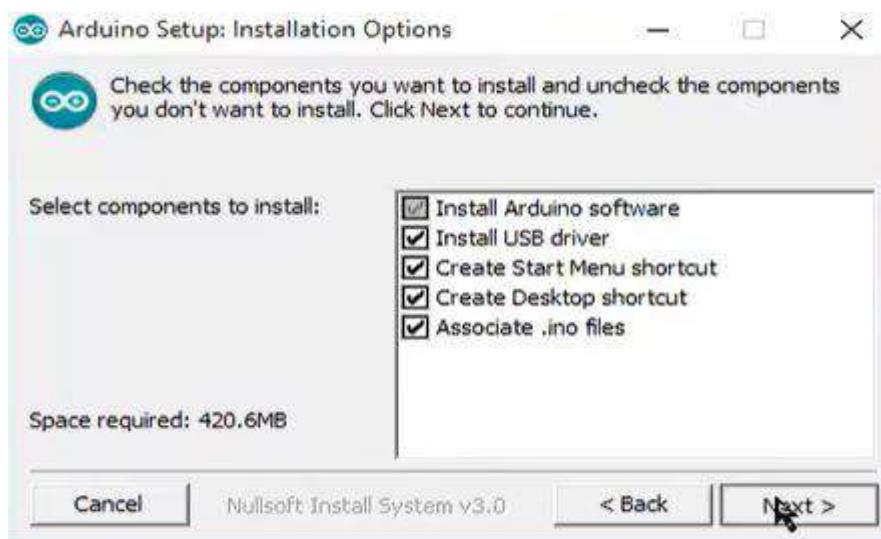 Arduino Setup: Installation Options
Check the components you want to install and uncheck the components
you don't want to install. Click Next to continue.
Select components to install:
Install Arduino software
Install USB driver
Create Start Menu shortcut
Create Desktop shortcut
Associate .ino files
Space required: 420.6MB
Cancel
Nullsoft Install System v3.0
< Back
Next >